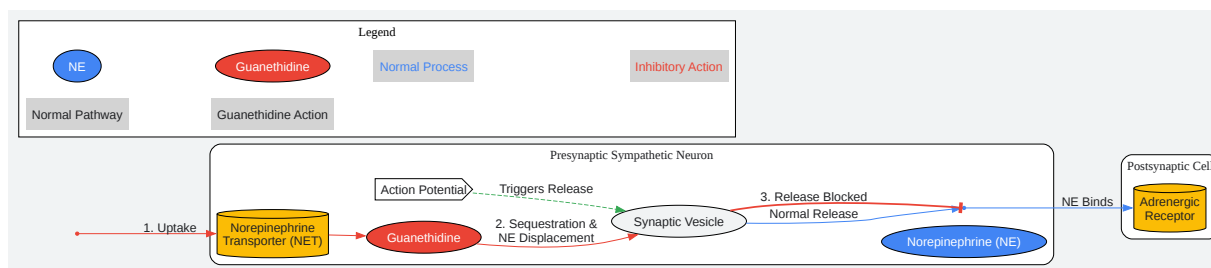 Legend
NE
Guanethidine
Normal Process
Inhibitory Action
Normal Pathway
Guanethidine Action
Presynaptic Sympathetic Neuron
Postsynaptic Cell
Action Potential
Triggers Release
1. Uptake
Norepinephrine
Transporter (NET)
Guanethidine
2. Sequestration &
NE Displacement
Synaptic Vesicle
3. Release Blocked
Normal Release
Norepinephrine (NE)
NE Binds
Adrenergic
Receptor